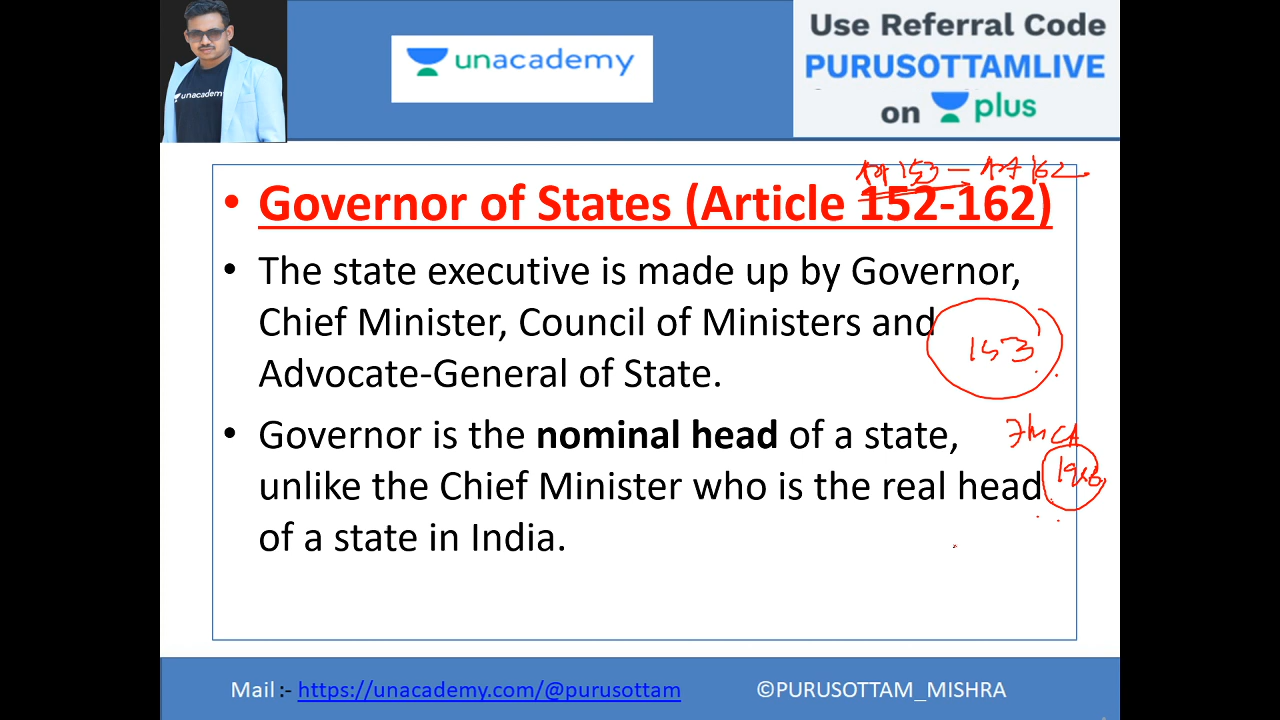 unacademy
unacademy
Use Referral Code
PURUSOTTAMLIVE
on plus
Art 153 – Art 162
• Governor of States (Article 152-162)
• The state executive is made up by Governor,
Chief Minister, Council of Ministers and
Advocate-General of State.
153
• Governor is the nominal head of a state,
unlike the Chief Minister who is the real head
of a state in India.
7th CA
1956
Mail :- https://unacademy.com/@purusottam
©PURUSOTTAM_MISHRA